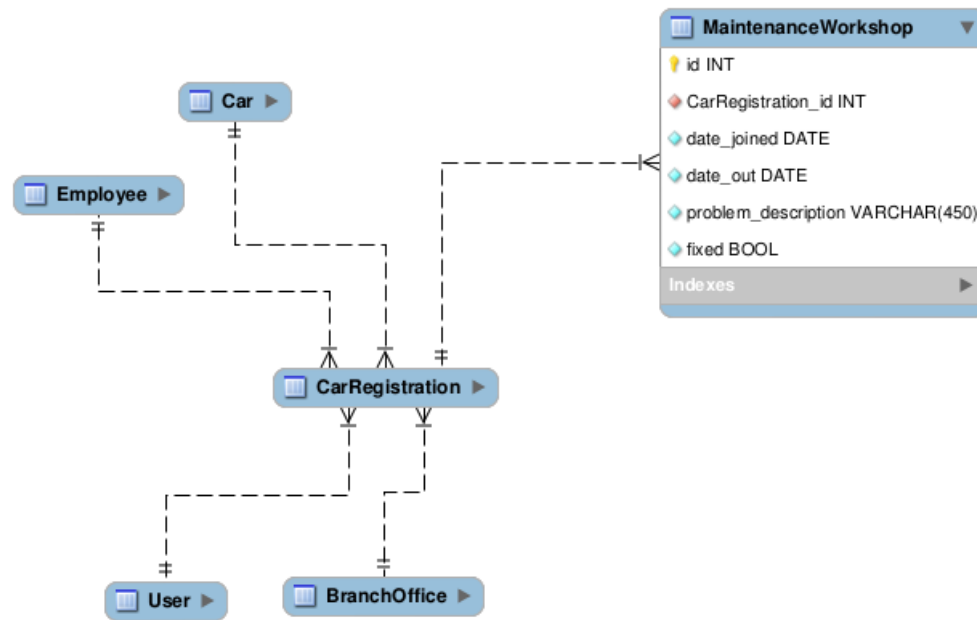 MaintenanceWorkshop
id INT
CarRegistration_id INT
date_joined DATE
date_out DATE
problem_description VARCHAR(450)
fixed BOOL
Indexes
Car
Employee
CarRegistration
User
BranchOffice